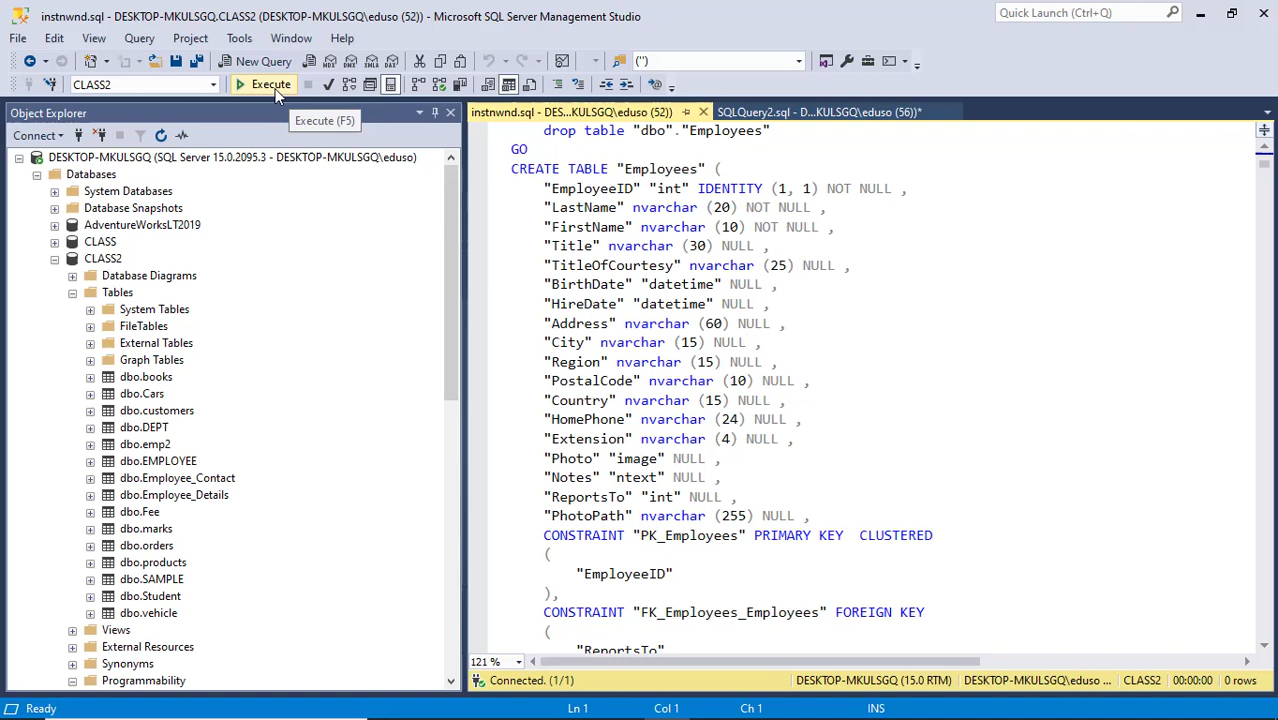 instnwnd.sql - DESKTOP-MKULSGQ.CLASS2 (DESKTOP-MKULSGQ\eduso (52)) - Microsoft SQL Server Management Studio
Quick Launch (Ctrl+Q)
File Edit View Query Project Tools Window Help
New Query
MDX DMX XMLA DAX
('')
CLASS2
Execute
Execute (F5)
Object Explorer
Connect
DESKTOP-MKULSGQ (SQL Server 15.0.2095.3 - DESKTOP-MKULSGQ\eduso)
Databases
System Databases
Database Snapshots
AdventureWorksLT2019
CLASS
CLASS2
Database Diagrams
Tables
System Tables
FileTables
External Tables
Graph Tables
dbo.books
dbo.Cars
dbo.customers
dbo.DEPT
dbo.emp2
dbo.EMPLOYEE
dbo.Employee_Contact
dbo.Employee_Details
dbo.Fee
dbo.marks
dbo.orders
dbo.products
dbo.SAMPLE
dbo.Student
dbo.vehicle
Views
External Resources
Synonyms
Programmability
instnwnd.sql - DES...KULSGQ\eduso (52))
SQLQuery2.sql - D...KULSGQ\eduso (56))*
drop table "dbo"."Employees"
GO
CREATE TABLE "Employees" (
"EmployeeID" "int" IDENTITY (1, 1) NOT NULL ,
"LastName" nvarchar (20) NOT NULL ,
"FirstName" nvarchar (10) NOT NULL ,
"Title" nvarchar (30) NULL ,
"TitleOfCourtesy" nvarchar (25) NULL ,
"BirthDate" "datetime" NULL ,
"HireDate" "datetime" NULL ,
"Address" nvarchar (60) NULL ,
"City" nvarchar (15) NULL ,
"Region" nvarchar (15) NULL ,
"PostalCode" nvarchar (10) NULL ,
"Country" nvarchar (15) NULL ,
"HomePhone" nvarchar (24) NULL ,
"Extension" nvarchar (4) NULL ,
"Photo" "image" NULL ,
"Notes" "ntext" NULL ,
"ReportsTo" "int" NULL ,
"PhotoPath" nvarchar (255) NULL ,
CONSTRAINT "PK_Employees" PRIMARY KEY CLUSTERED
(
"EmployeeID"
),
CONSTRAINT "FK_Employees_Employees" FOREIGN KEY
(
"ReportsTo"
121 %
Connected. (1/1)
DESKTOP-MKULSGQ (15.0 RTM)
DESKTOP-MKULSGQ\eduso ...
CLASS2
00:00:00
0 rows
Ready
Ln 1
Col 1
Ch 1
INS